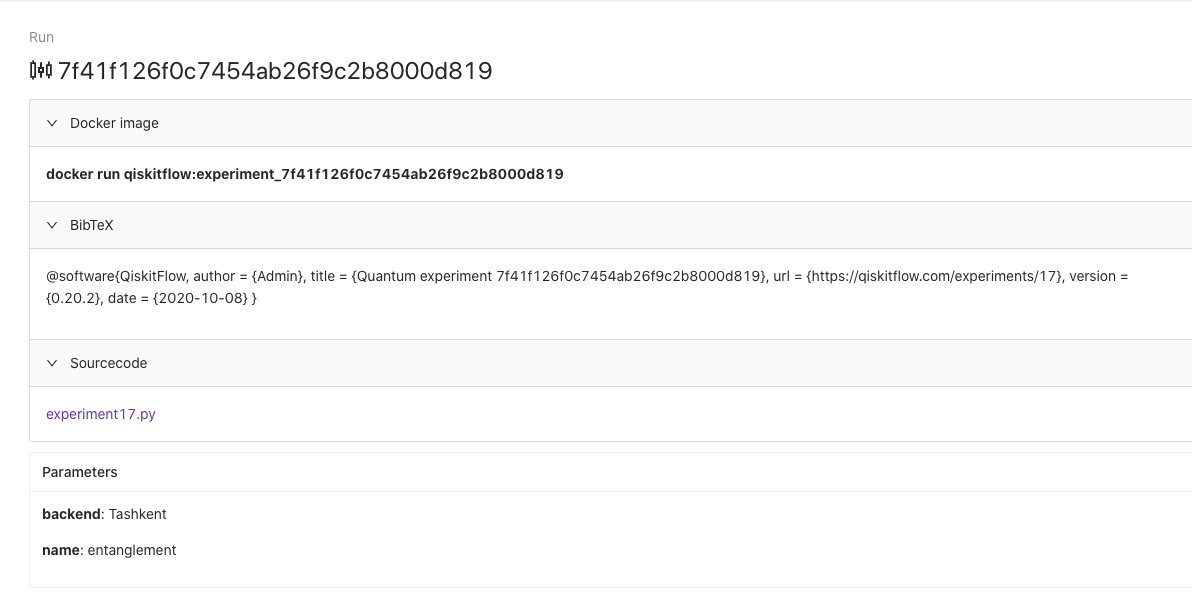 Run
7f41f126f0c7454ab26f9c2b8000d819
Docker image
docker run qiskitflow:experiment_7f41f126f0c7454ab26f9c2b8000d819
BibTeX
@software{QiskitFlow, author = {Admin}, title = {Quantum experiment 7f41f126f0c7454ab26f9c2b8000d819}, url = {https://qiskitflow.com/experiments/17}, version =
{0.20.2}, date = {2020-10-08} }
Sourcecode
experiment17.py
Parameters
backend: Tashkent
name: entanglement